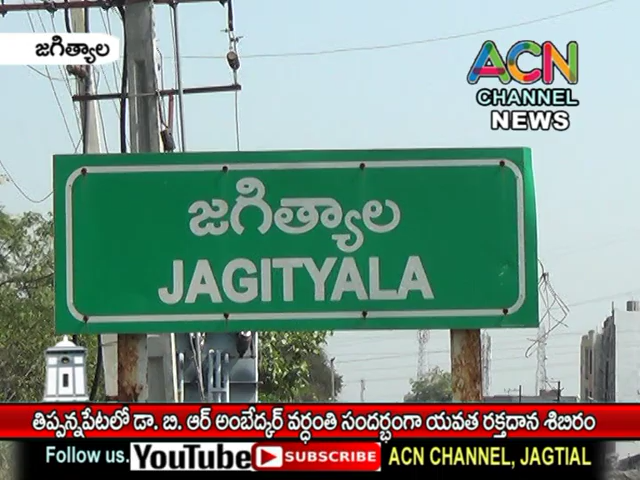 జగిత్యాల
ACN
CHANNEL
NEWS
జగిత్యాల
JAGITYALA
తిప్పన్నపేటలో డా. బి. ఆర్ అంబేద్కర్ వర్ధంతి సందర్భంగా యువత రక్తదాన శిబిరం
Follow us. YouTube SUBSCRIBE ACN CHANNEL, JAGTIAL